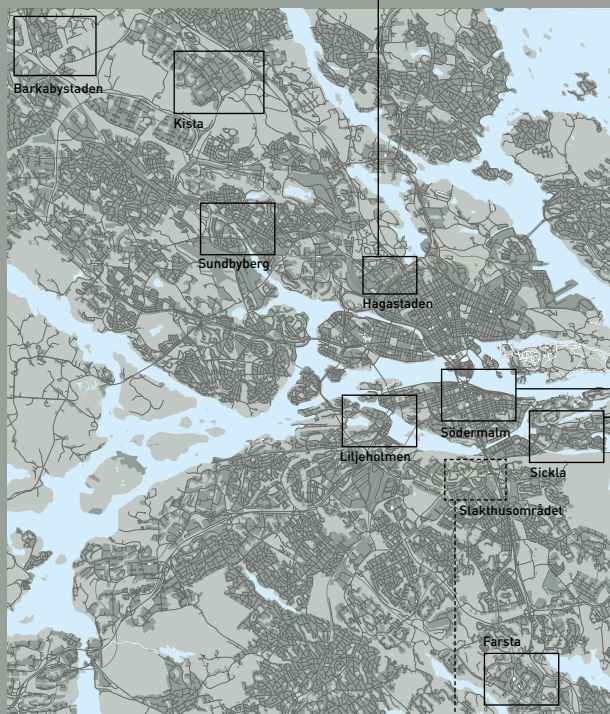 Barkabystaden
Kista
Sundbyberg
Hagastaden
Södermalm
Liljeholmen
Sickla
Slakthusområdet
Farsta